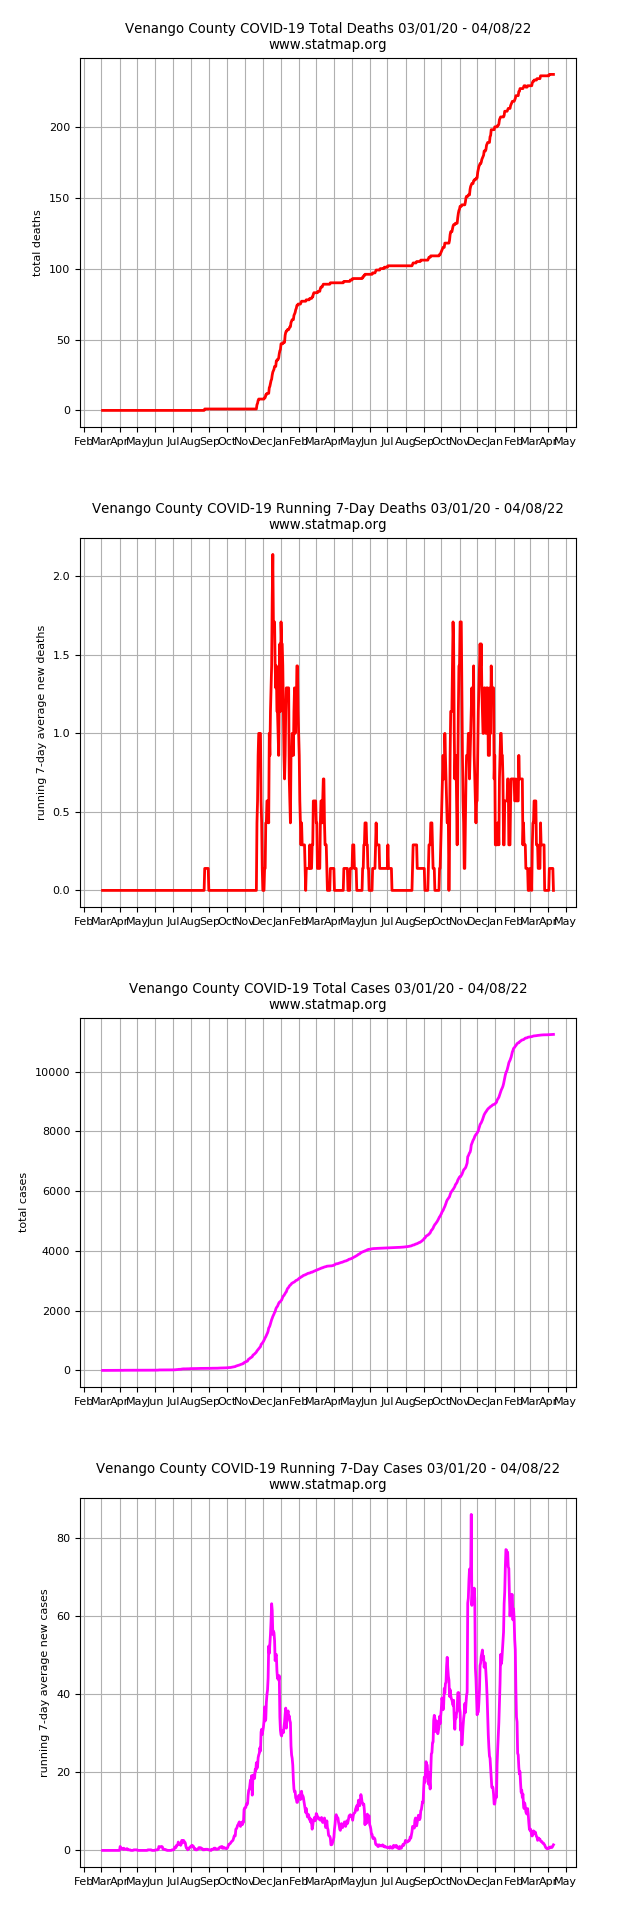 Venango County COVID-19 Total Deaths 03/01/20 - 04/08/22
www.statmap.org
200
150
100
50
0
total deaths
Feb Mar Apr May Jun Jul Aug Sep Oct Nov Dec Jan Feb Mar Apr May Jun Jul Aug Sep Oct Nov Dec Jan Feb Mar Apr May
Venango County COVID-19 Running 7-Day Deaths 03/01/20 - 04/08/22
www.statmap.org
2.0
1.5
1.0
0.5
0.0
running 7-day average new deaths
Feb Mar Apr May Jun Jul Aug Sep Oct Nov Dec Jan Feb Mar Apr May Jun Jul Aug Sep Oct Nov Dec Jan Feb Mar Apr May
Venango County COVID-19 Total Cases 03/01/20 - 04/08/22
www.statmap.org
10000
8000
6000
4000
2000
0
total cases
Feb Mar Apr May Jun Jul Aug Sep Oct Nov Dec Jan Feb Mar Apr May Jun Jul Aug Sep Oct Nov Dec Jan Feb Mar Apr May
Venango County COVID-19 Running 7-Day Cases 03/01/20 - 04/08/22
www.statmap.org
80
60
40
20
0
running 7-day average new cases
Feb Mar Apr May Jun Jul Aug Sep Oct Nov Dec Jan Feb Mar Apr May Jun Jul Aug Sep Oct Nov Dec Jan Feb Mar Apr May